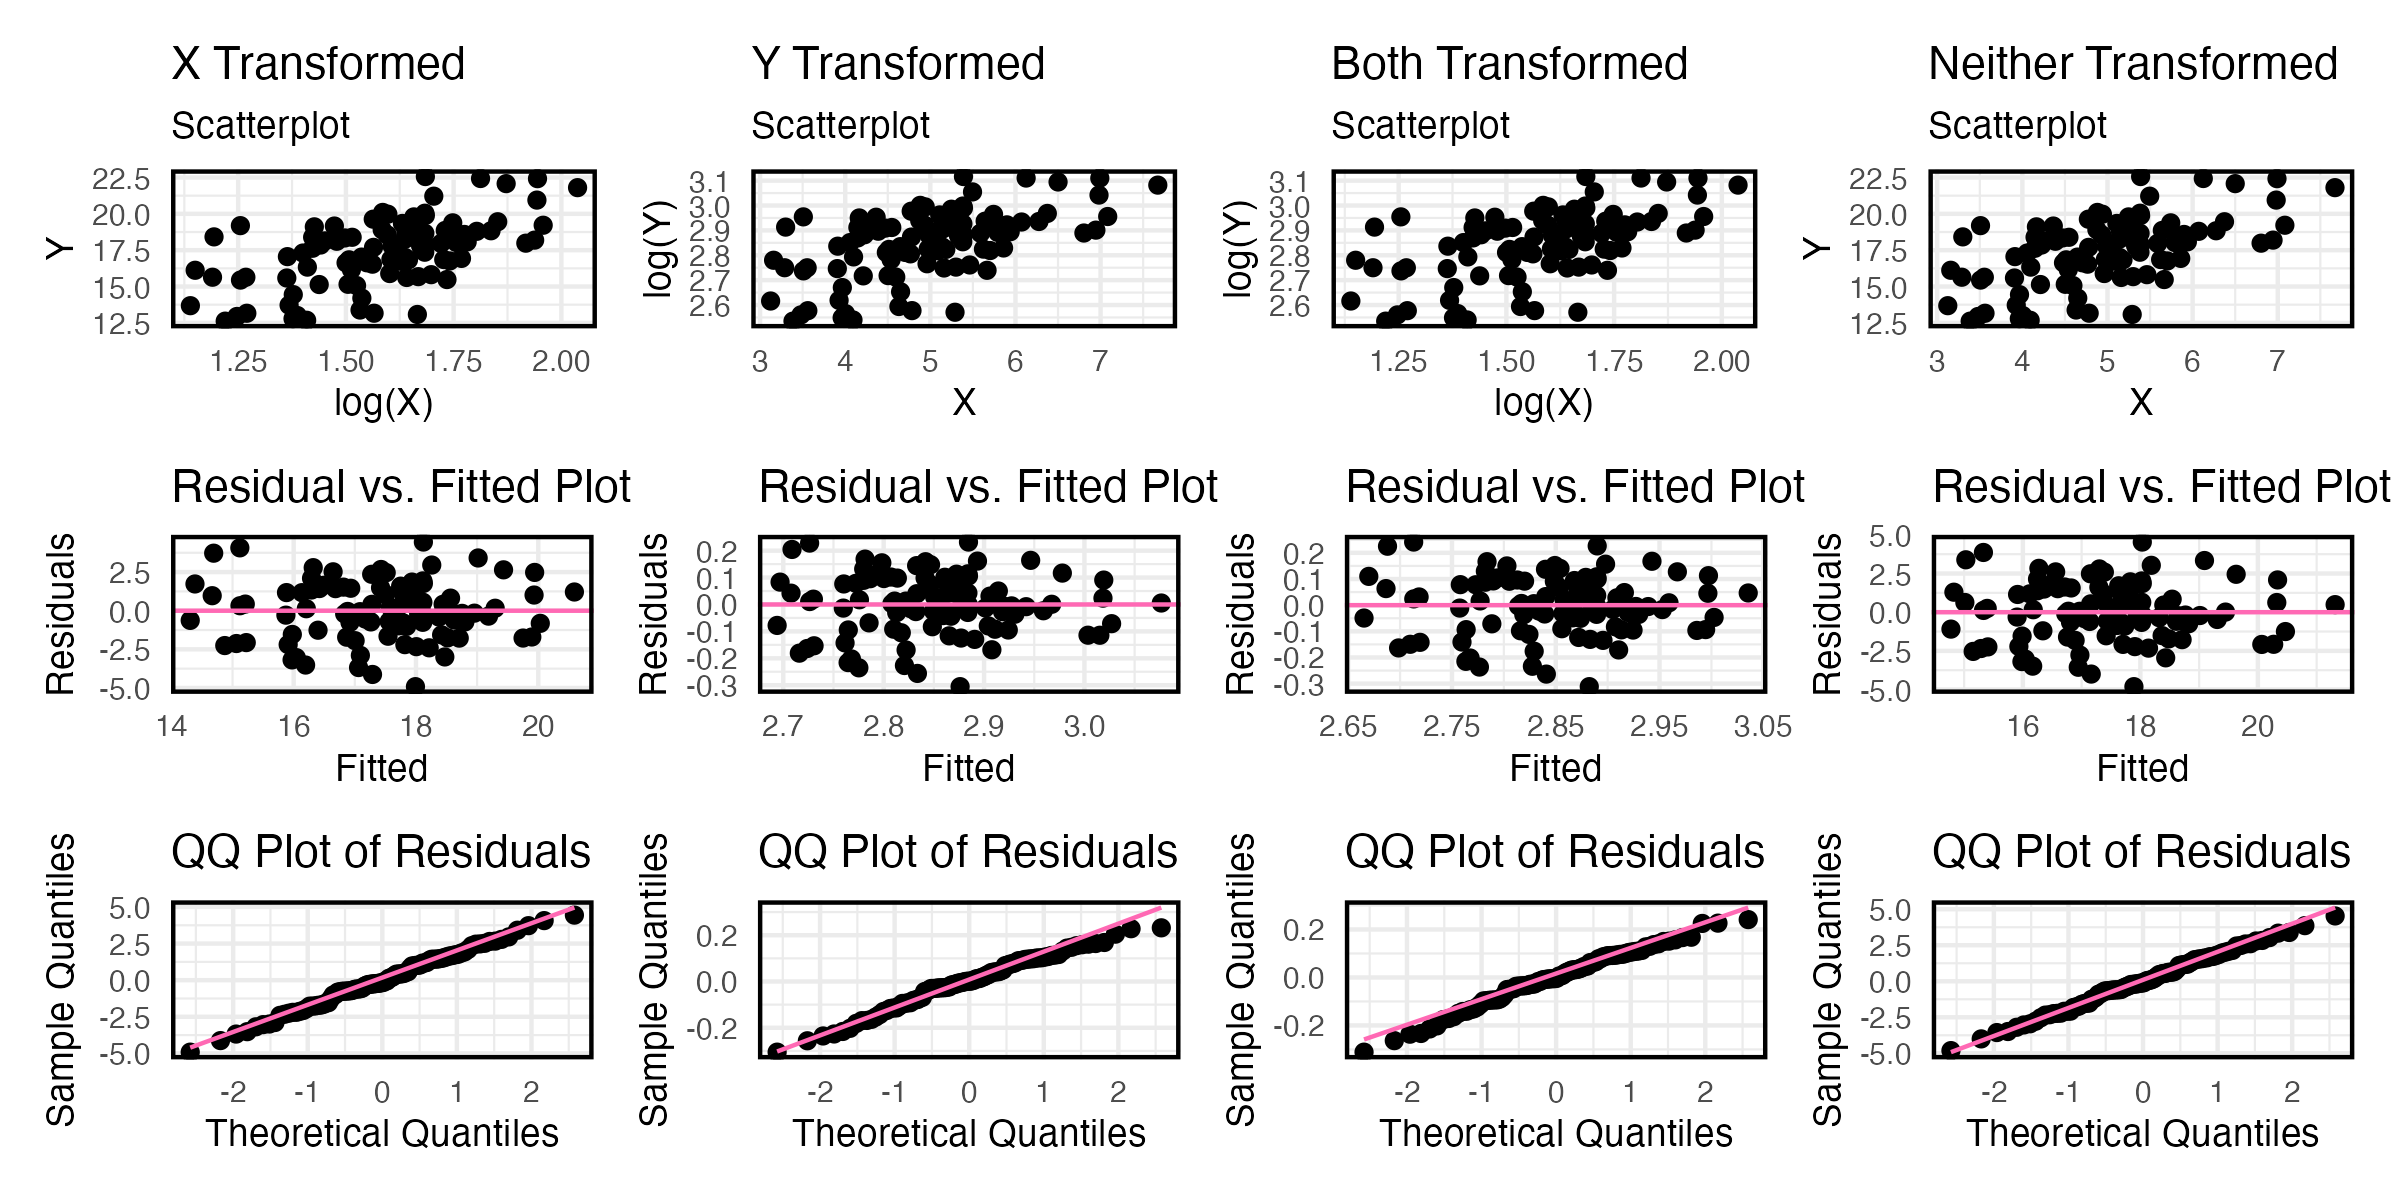 X Transformed
Y Transformed
Both Transformed
Neither Transformed
Scatterplot
Scatterplot
Scatterplot
Scatterplot
Y
22.5
20.0
17.5
15.0
12.5
1.25 1.50 1.75 2.00
log(X)
log(Y)
3.1
3.0
2.9
2.8
2.7
2.6
3 4 5 6 7
X
log(Y)
3.1
3.0
2.9
2.8
2.7
2.6
1.25 1.50 1.75 2.00
log(X)
Y
22.5
20.0
17.5
15.0
12.5
3 4 5 6 7
X
Residual vs. Fitted Plot
Residuals
2.5
0.0
-2.5
-5.0
14 16 18 20
Fitted
Residual vs. Fitted Plot
Residuals
0.2
0.1
0.0
-0.1
-0.2
-0.3
2.7 2.8 2.9 3.0
Fitted
Residual vs. Fitted Plot
Residuals
0.2
0.1
0.0
-0.1
-0.2
-0.3
2.65 2.75 2.85 2.95 3.05
Fitted
Residual vs. Fitted Plot
Residuals
5.0
2.5
0.0
-2.5
-5.0
16 18 20
Fitted
QQ Plot of Residuals
Sample Quantiles
5.0
2.5
0.0
-2.5
-5.0
-2 -1 0 1 2
Theoretical Quantiles
QQ Plot of Residuals
Sample Quantiles
0.2
0.0
-0.2
-2 -1 0 1 2
Theoretical Quantiles
QQ Plot of Residuals
Sample Quantiles
0.2
0.0
-0.2
-2 -1 0 1 2
Theoretical Quantiles
QQ Plot of Residuals
Sample Quantiles
5.0
2.5
0.0
-2.5
-5.0
-2 -1 0 1 2
Theoretical Quantiles